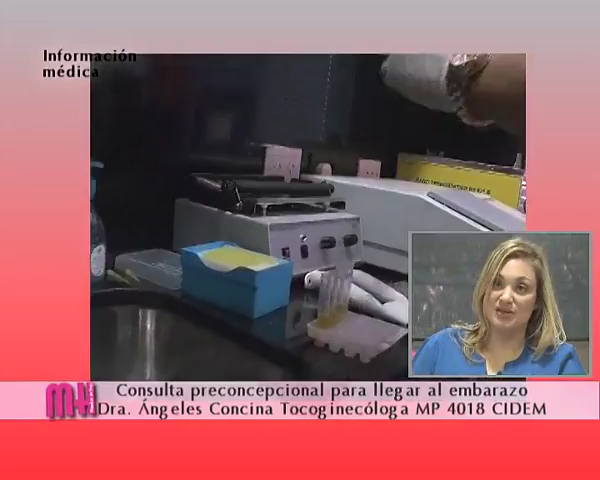 Información
médica
M-H
Consulta preconcepcional para llegar al embarazo
Dra. Ángeles Concina Tocoginecóloga MP 4018 CIDEM